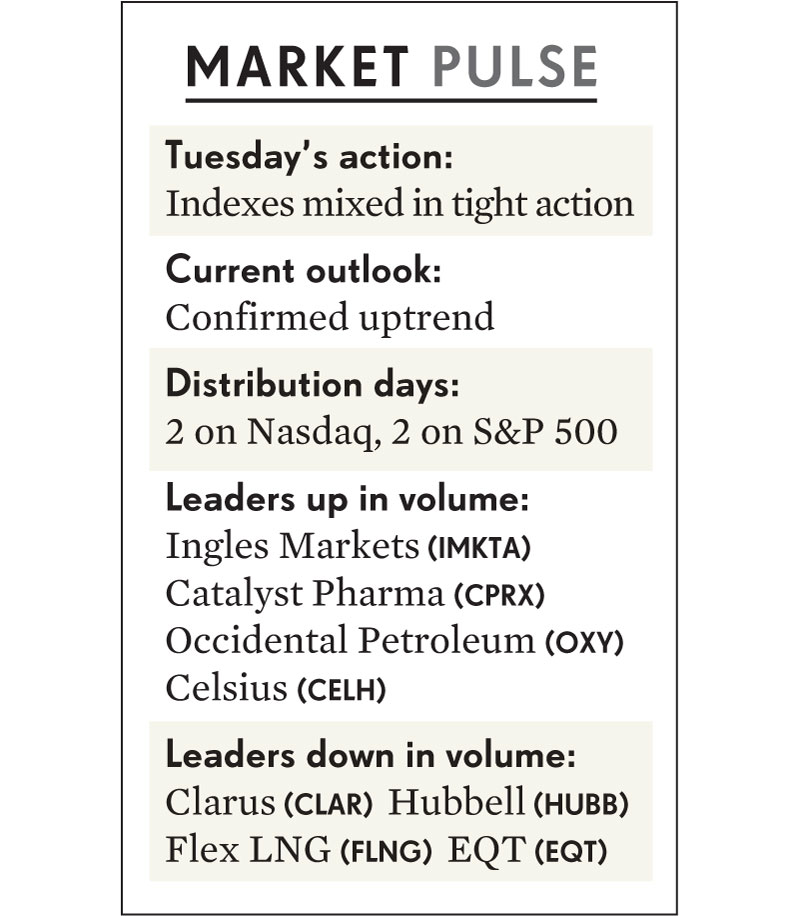 MARKET PULSE
Tuesday’s action:
Indexes mixed in tight action
Current outlook:
Confirmed uptrend
Distribution days:
2 on Nasdaq, 2 on S&P 500
Leaders up in volume:
Ingles Markets (IMKTA)
Catalyst Pharma (CPRX)
Occidental Petroleum (OXY)
Celsius (CELH)
Leaders down in volume:
Clarus (CLAR) Hubbell (HUBB)
Flex LNG (FLNG) EQT (EQT)